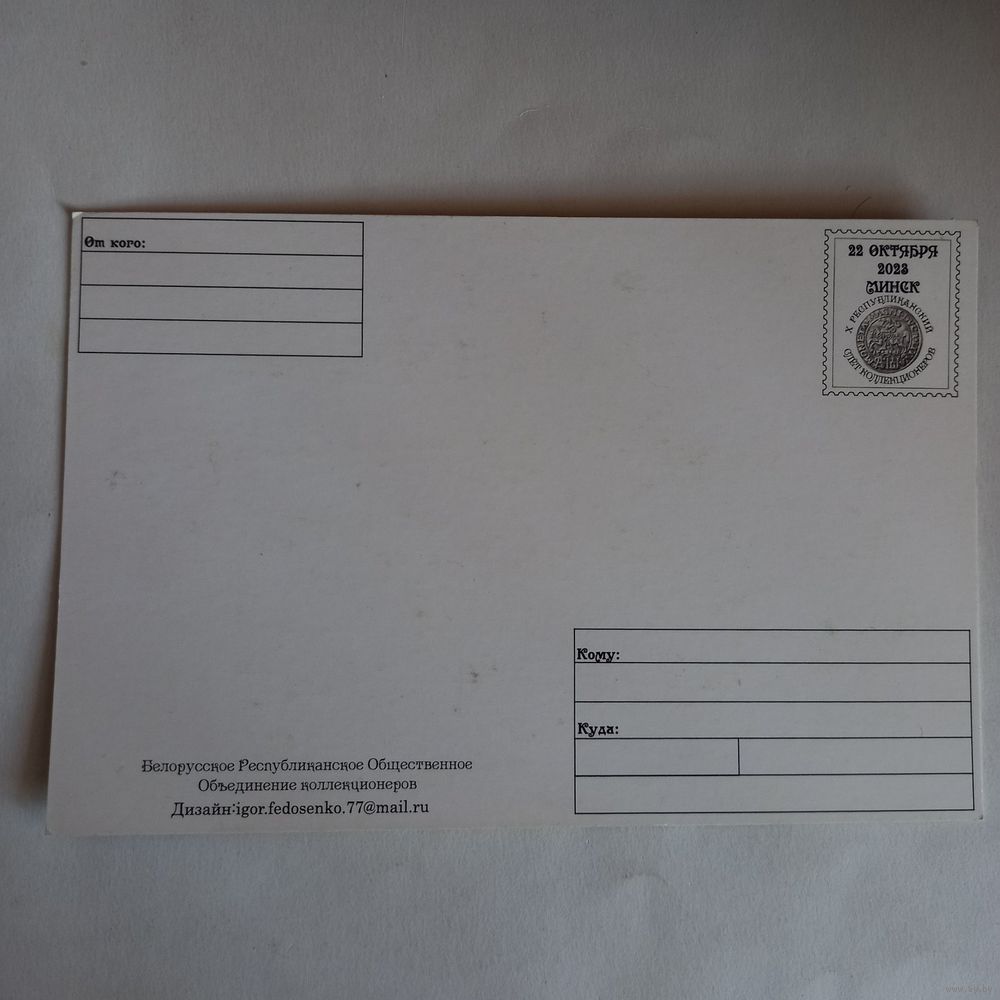 От кого:
22 ОКТЯБРЯ
2023
МИНСК
X РЕСПУБЛИКАНСКИЙ
СЛЕТ КОЛЛЕКЦИОНЕРОВ
Кому:
Куда:
Белорусское Республиканское Общественное
Объединение коллекционеров
Дизайн:igor.fedosenko.77@mail.ru